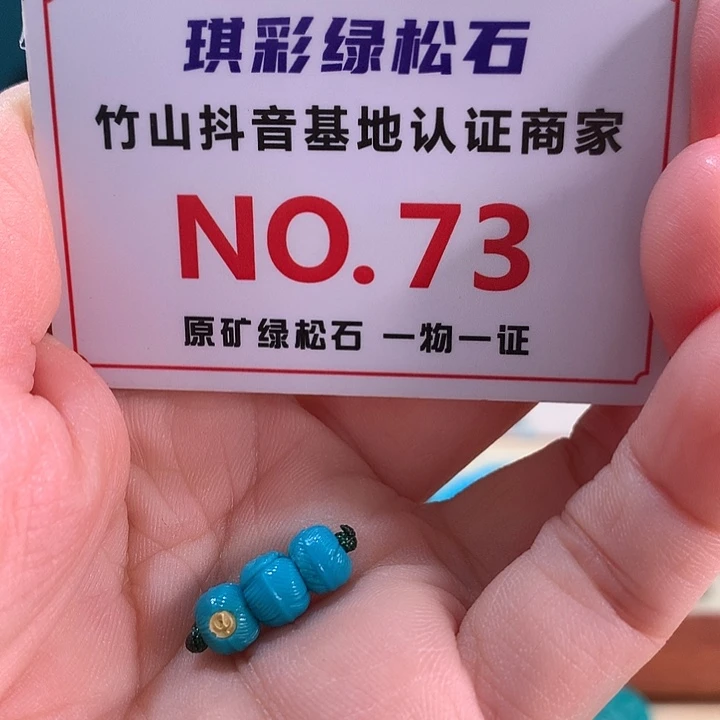 琪彩绿松石
竹山抖音基地认证商家
NO.73
原矿绿松石 一物一证